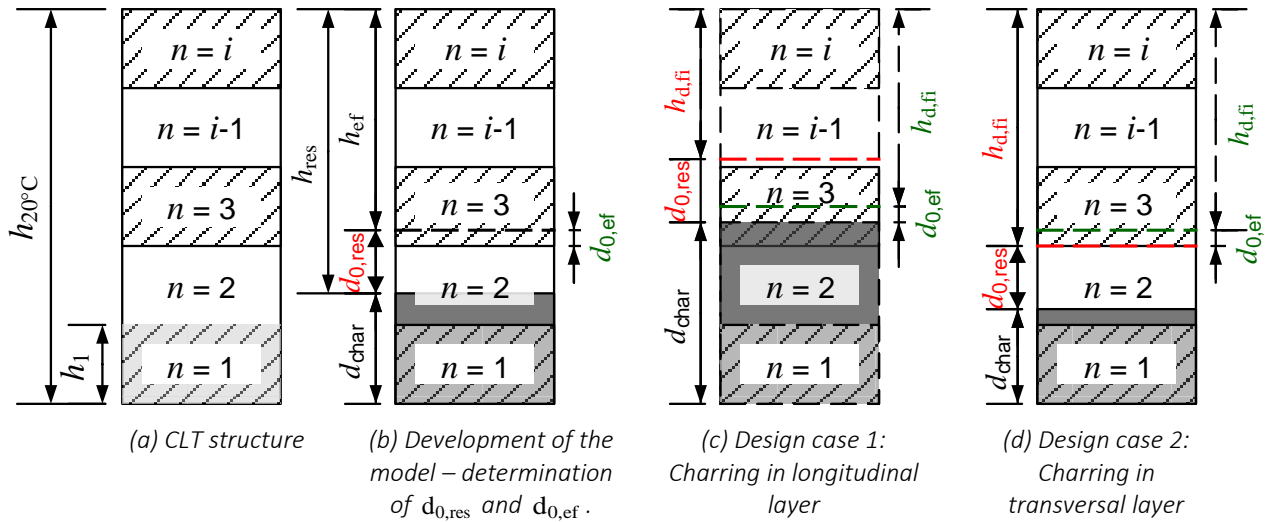 h20°C
h1
n = i
n = i-1
n = 3
n = 2
n = 1
(a) CLT structure
hres
hef
d0,res
dchar
n = i
n = i-1
n = 3
n = 2
n = 1
d0,ef
(b) Development of the
model – determination
of d0,res and d0,ef .
hd,fi
d0,res
dchar
n = i
n = i-1
n = 3
n = 2
n = 1
hd,fi
d0,ef
(c) Design case 1:
Charring in longitudinal
layer
hd,fi
d0,res
dchar
n = i
n = i-1
n = 3
n = 2
n = 1
hd,fi
d0,ef
(d) Design case 2:
Charring in
transversal layer